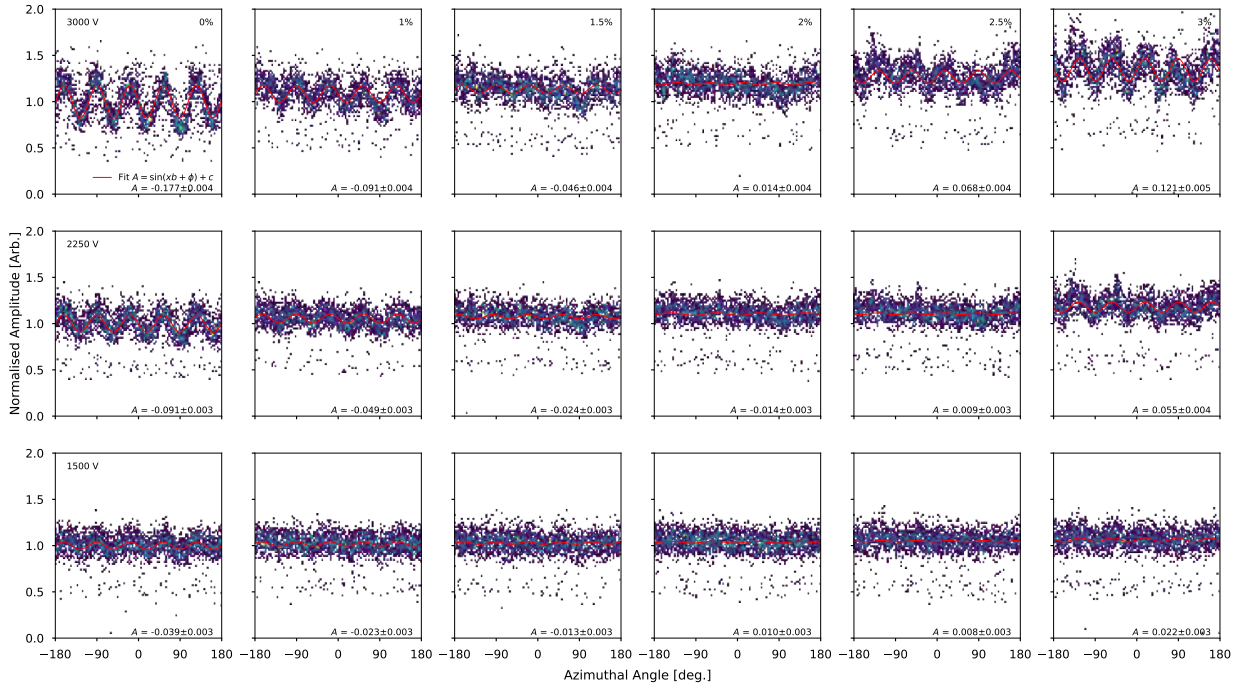 2.0
3000 V
0%
1%
1.5%
2%
2.5%
3%
1.5
1.0
0.5
Fit A = sin(xb + ϕ) + c
0.0
A = -0.177±0.004
A = -0.091±0.004
A = -0.046±0.004
A = 0.014±0.004
A = 0.068±0.004
A = 0.121±0.005
Normalised Amplitude [Arb.]
2.0
2250 V
1.5
1.0
0.5
0.0
A = -0.091±0.003
A = -0.049±0.003
A = -0.024±0.003
A = -0.014±0.003
A = 0.009±0.003
A = 0.055±0.004
2.0
1500 V
1.5
1.0
0.5
0.0
A = -0.039±0.003
A = -0.023±0.003
A = -0.013±0.003
A = 0.010±0.003
A = 0.008±0.003
A = 0.022±0.003
−180 −90 0 90 180
−180 −90 0 90 180
−180 −90 0 90 180
−180 −90 0 90 180
−180 −90 0 90 180
−180 −90 0 90 180
Azimuthal Angle [deg.]